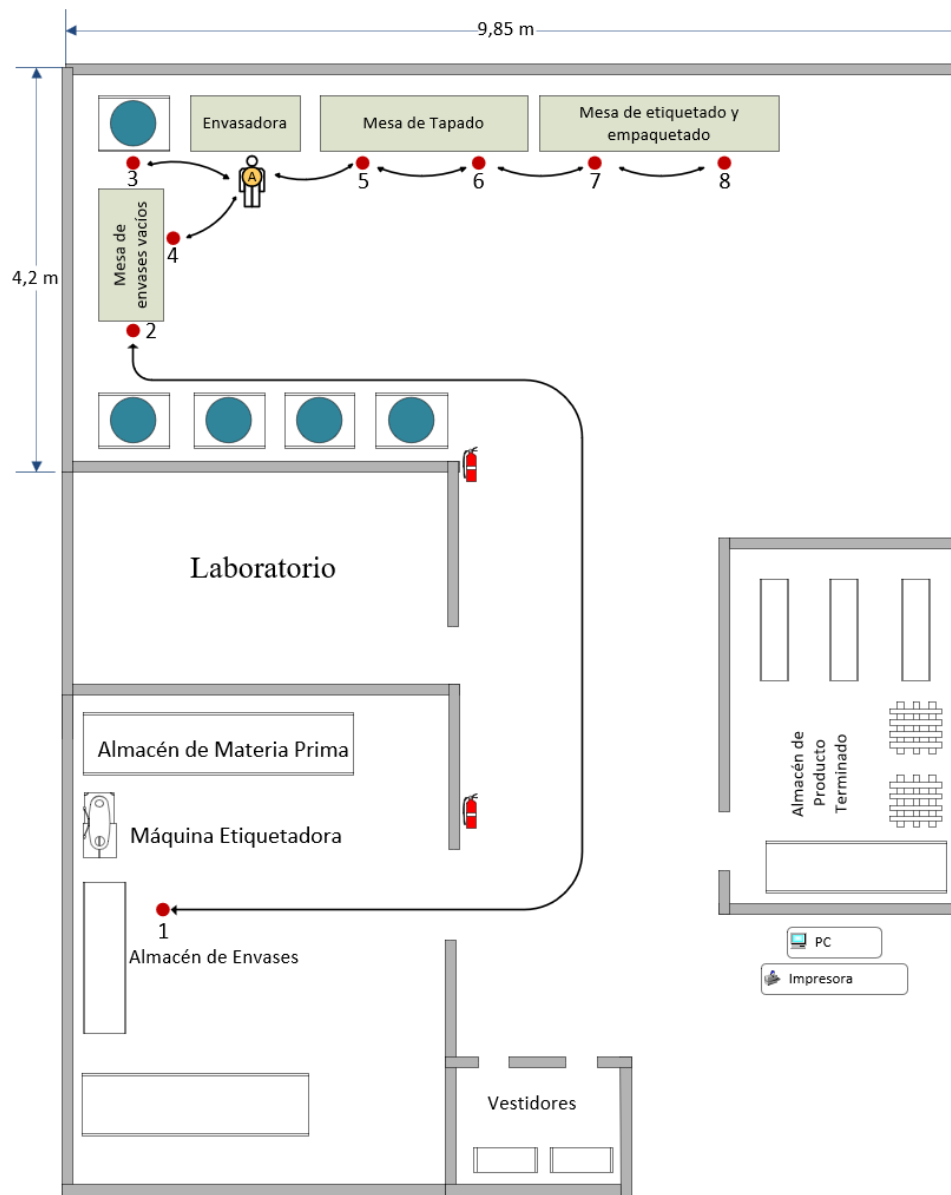 9,85 m
Envasadora
Mesa de Tapado
Mesa de etiquetado y
empaquetado
A
3
5
6
7
8
Mesa de
envases vacíos
4
4,2 m
2
Laboratorio
Almacén de Materia Prima
Máquina Etiquetadora
Almacén de
Producto
Terminado
1
Almacén de Envases
PC
Impresora
Vestidores